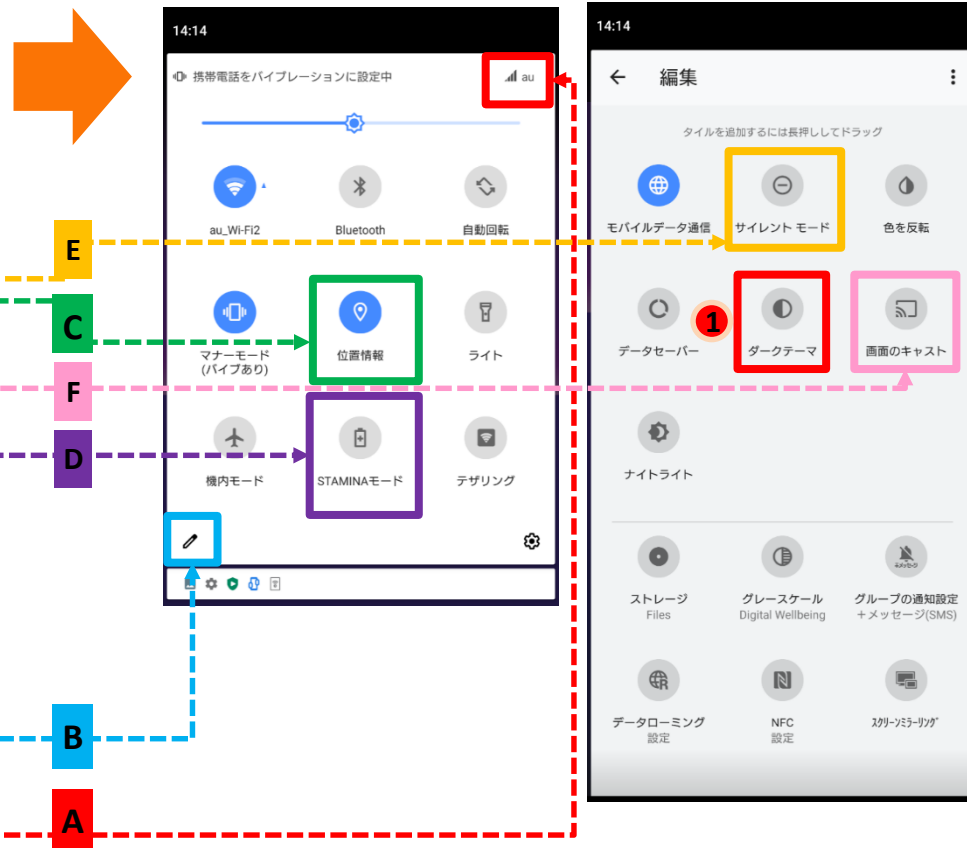 14:14
携帯電話をバイブレーションに設定中
au
au_Wi-Fi2
Bluetooth
自動回転
マナーモード
(バイブあり)
位置情報
ライト
機内モード
STAMINAモード
テザリング
E
C
F
D
B
A
14:14
編集
タイルを追加するには長押ししてドラッグ
モバイルデータ通信
サイレント モード
色を反転
1
データセーバー
ダークテーマ
画面のキャスト
ナイトライト
ストレージ
Files
グレースケール
Digital Wellbeing
グループの通知設定
+メッセージ(SMS)
データローミング
設定
NFC
設定
スクリーンミラーリング